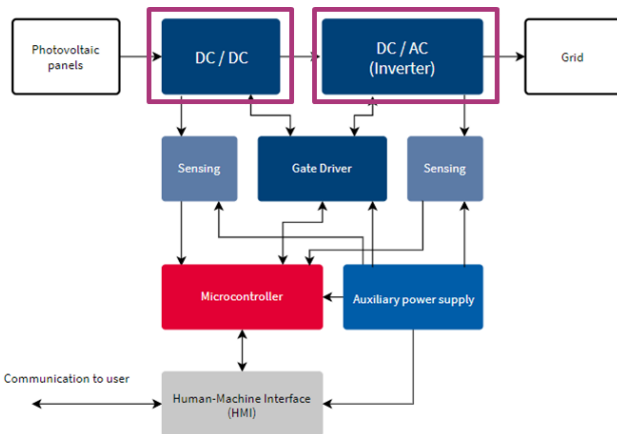 Photovoltaic
panels
DC / DC
DC / AC
(Inverter)
Grid
Sensing
Gate Driver
Sensing
Microcontroller
Auxiliary power supply
Communication to user
Human-Machine Interface
(HMI)